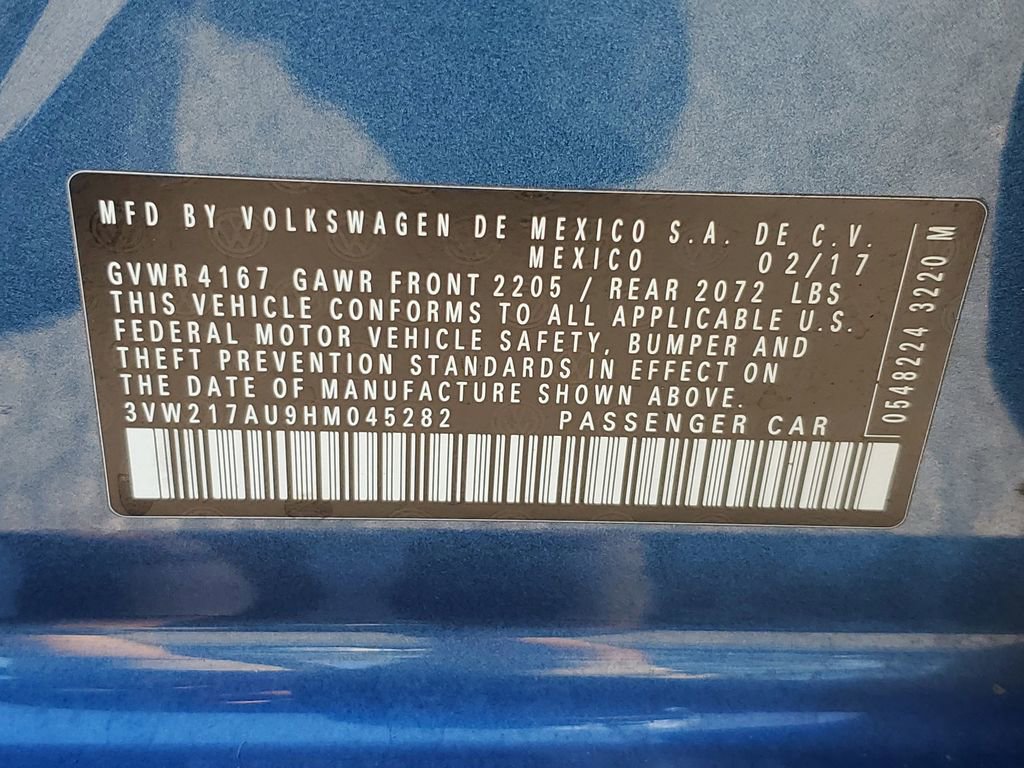 MFD BY VOLKSWAGEN DE MEXICO S.A. DE C.V.
MEXICO 02/17
GVWR 4167 GAWR FRONT 2205 / REAR 2072 LBS
THIS VEHICLE CONFORMS TO ALL APPLICABLE U.S.
FEDERAL MOTOR VEHICLE SAFETY, BUMPER AND
THEFT PREVENTION STANDARDS IN EFFECT ON
THE DATE OF MANUFACTURE SHOWN ABOVE.
3VW217AU9HM045282 PASSENGER CAR
0548224 3220 M